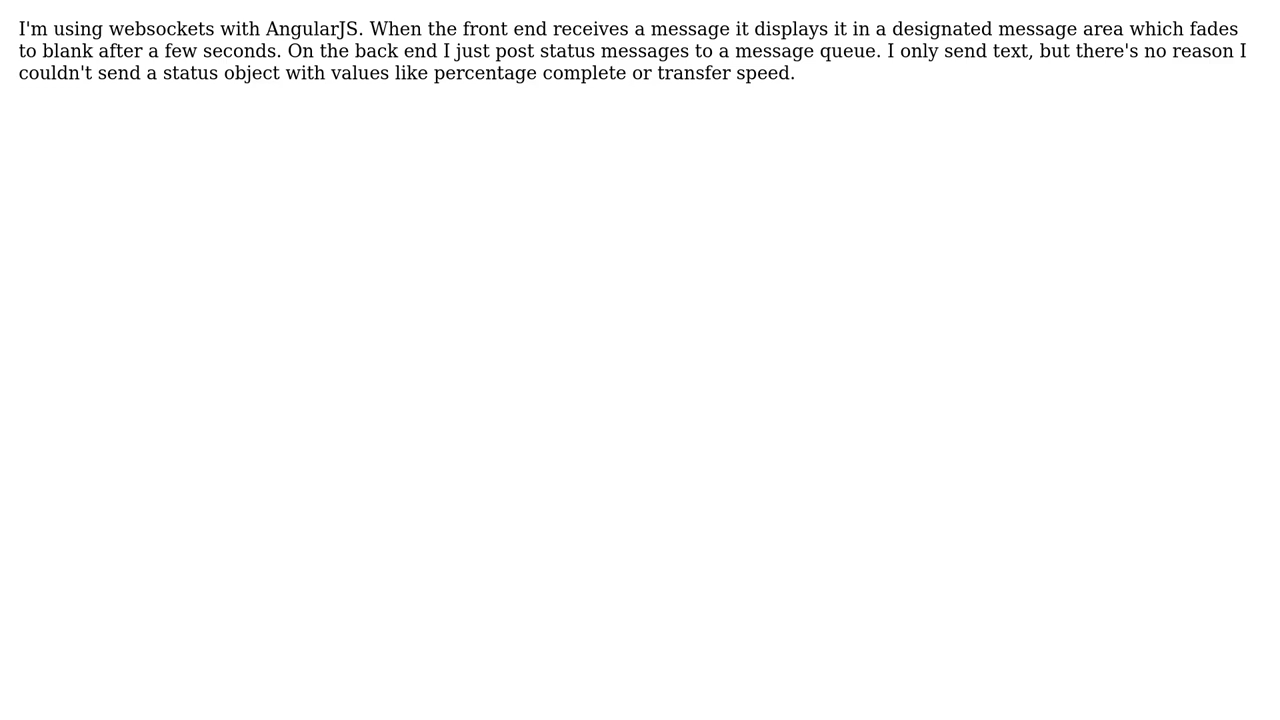 I'm using websockets with AngularJS. When the front end receives a message it displays it in a designated message area which fades
to blank after a few seconds. On the back end I just post status messages to a message queue. I only send text, but there's no reason I
couldn't send a status object with values like percentage complete or transfer speed.